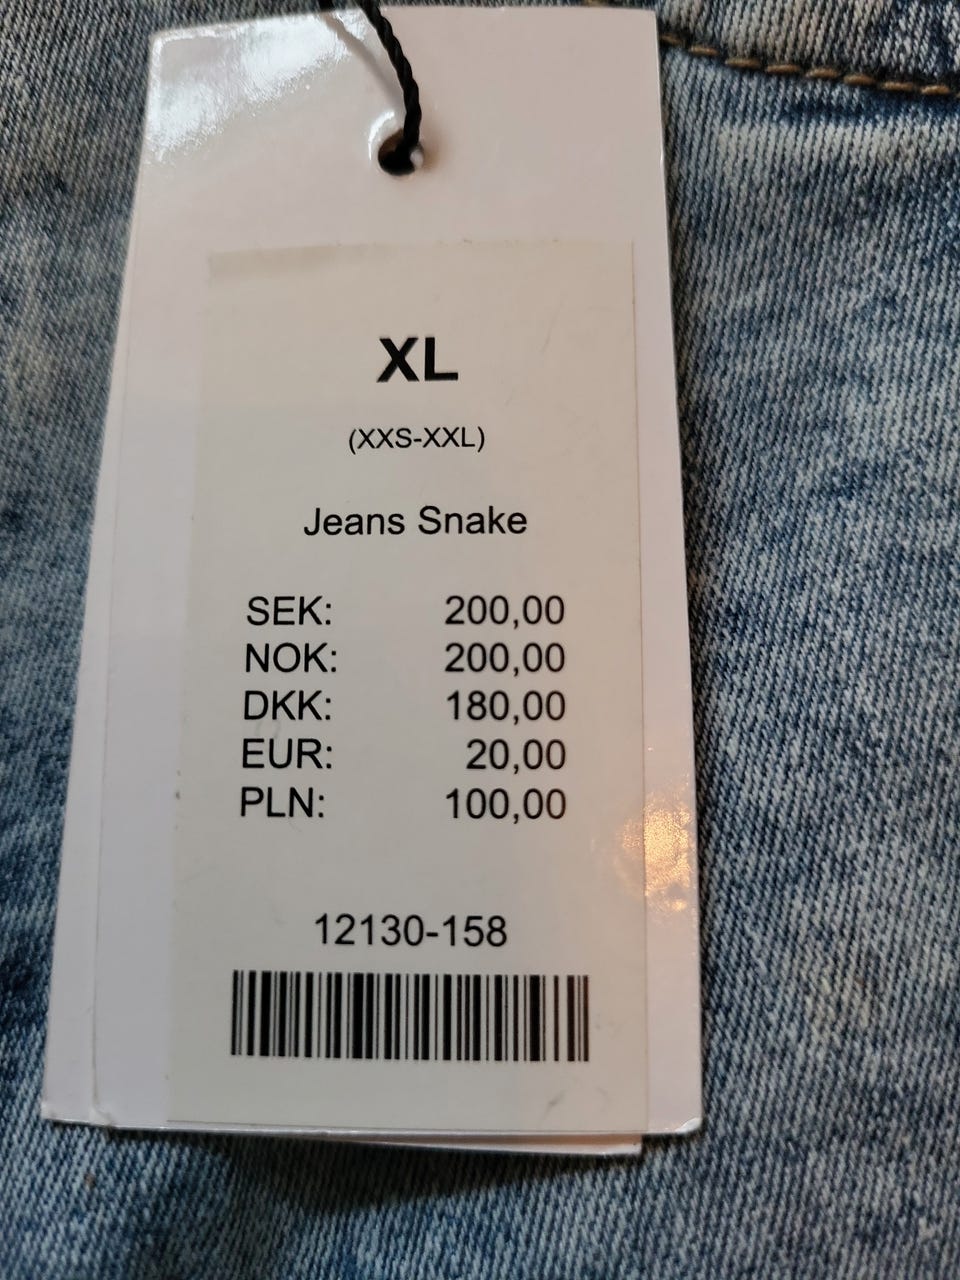 XL
(XXS-XXL)
Jeans Snake
SEK: 200,00
NOK: 200,00
DKK: 180,00
EUR: 20,00
PLN: 100,00
12130-158